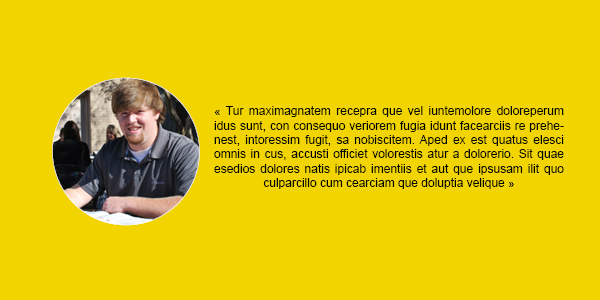 « Tur maximagnatem recepra que vel iuntemolore doloreperum
idus sunt, con consequo veriorem fugia idunt facearciis re prehe-
nest, intoressim fugit, sa nobiscitem. Aped ex est quatus elesci
omnis in cus, accusti officiet volorestis atur a dolorerio. Sit quae
esedios dolores natis ipicab imentiis et aut que ipsusam ilit quo
culparcillo cum cearciam que doluptia velique »